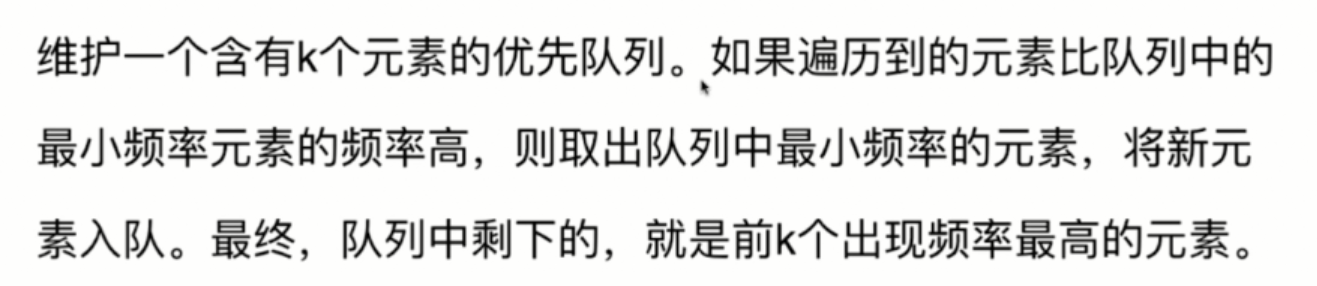 维护一个含有k个元素的优先队列。如果遍历到的元素比队列中的
最小频率元素的频率高，则取出队列中最小频率的元素，将新元
素入队。最终，队列中剩下的，就是前k个出现频率最高的元素。